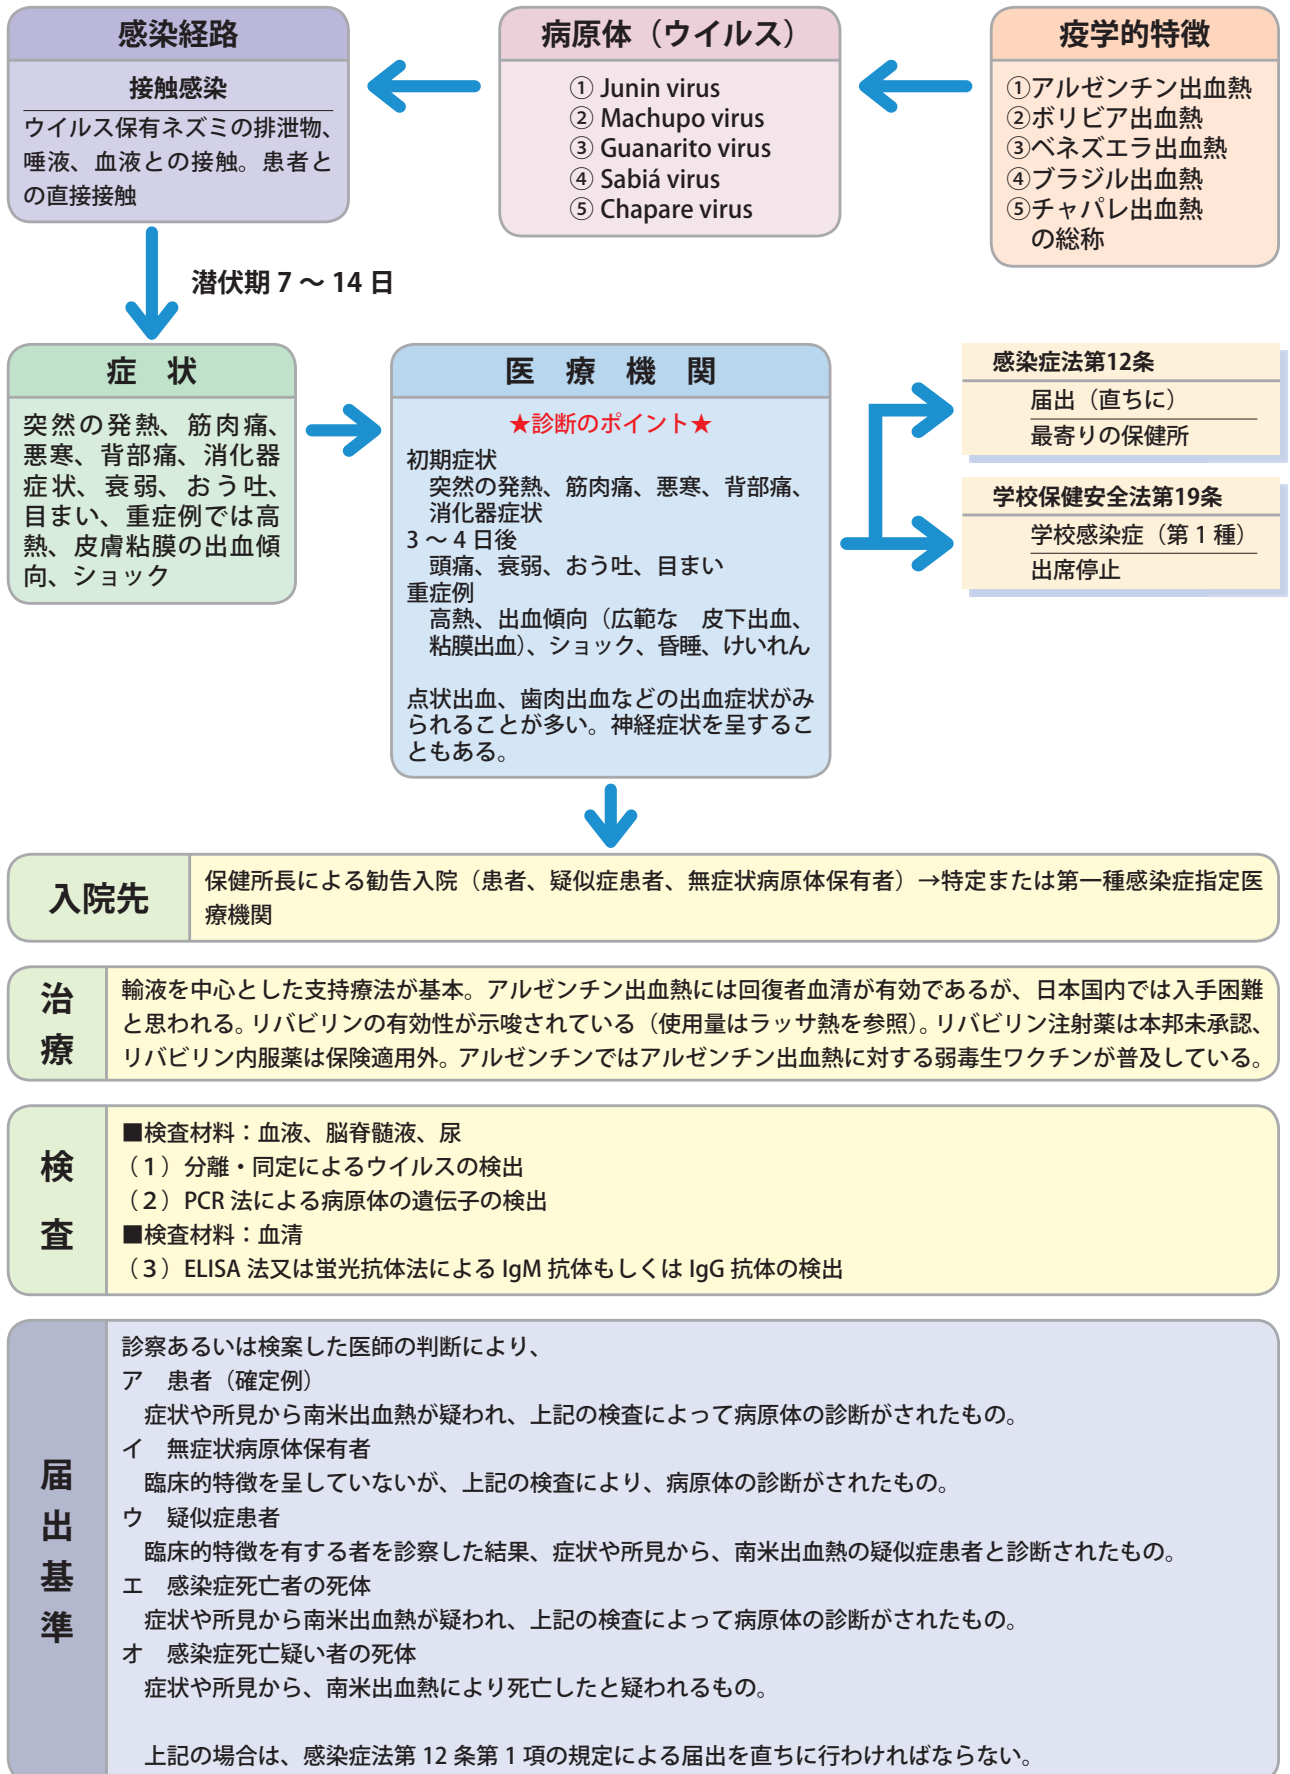 感染経路
接触感染
ウイルス保有ネズミの排泄物、
唾液、血液との接触。患者と
の直接接触
病原体（ウイルス）
① Junin virus
② Machupo virus
③ Guanarito virus
④ Sabiá virus
⑤ Chapare virus
疫学的特徴
①アルゼンチン出血熱
②ボリビア出血熱
③ベネズエラ出血熱
④ブラジル出血熱
⑤チャパレ出血熱
の総称
潜伏期 7 ～ 14 日
症　状
突然の発熱、筋肉痛、
悪寒、背部痛、消化器
症状、衰弱、おう吐、
目まい、重症例では高
熱、皮膚粘膜の出血傾
向、ショック
医　療　機　関
★診断のポイント★
初期症状
突然の発熱、筋肉痛、悪寒、背部痛、
消化器症状
3 ～ 4 日後
頭痛、衰弱、おう吐、目まい
重症例
高熱、出血傾向（広範な　皮下出血、
粘膜出血）、ショック、昏睡、けいれん
点状出血、歯肉出血などの出血症状がみ
られることが多い。神経症状を呈するこ
ともある。
感染症法第12条
届出（直ちに）
最寄りの保健所
学校保健安全法第19条
学校感染症（第 1 種）
出席停止
入院先
保健所長による勧告入院（患者、疑似症患者、無症状病原体保有者）→特定または第一種感染症指定医
療機関
治
療
輸液を中心とした支持療法が基本。アルゼンチン出血熱には回復者血清が有効であるが、日本国内では入手困難
と思われる。リバビリンの有効性が示唆されている（使用量はラッサ熱を参照）。リバビリン注射薬は本邦未承認、
リバビリン内服薬は保険適用外。アルゼンチンではアルゼンチン出血熱に対する弱毒生ワクチンが普及している。
検
査
■検査材料：血液、脳脊髄液、尿
（１）分離・同定によるウイルスの検出
（２）PCR 法による病原体の遺伝子の検出
■検査材料：血清
（３）ELISA 法又は蛍光抗体法による IgM 抗体もしくは IgG 抗体の検出
届
出
基
準
診察あるいは検案した医師の判断により、
ア　患者（確定例）
症状や所見から南米出血熱が疑われ、上記の検査によって病原体の診断がされたもの。
イ　無症状病原体保有者
臨床的特徴を呈していないが、上記の検査により、病原体の診断がされたもの。
ウ　疑似症患者
臨床的特徴を有する者を診察した結果、症状や所見から、南米出血熱の疑似症患者と診断されたもの。
エ　感染症死亡者の死体
症状や所見から南米出血熱が疑われ、上記の検査によって病原体の診断がされたもの。
オ　感染症死亡疑い者の死体
症状や所見から、南米出血熱により死亡したと疑われるもの。
上記の場合は、感染症法第 12 条第 1 項の規定による届出を直ちに行わければならない。